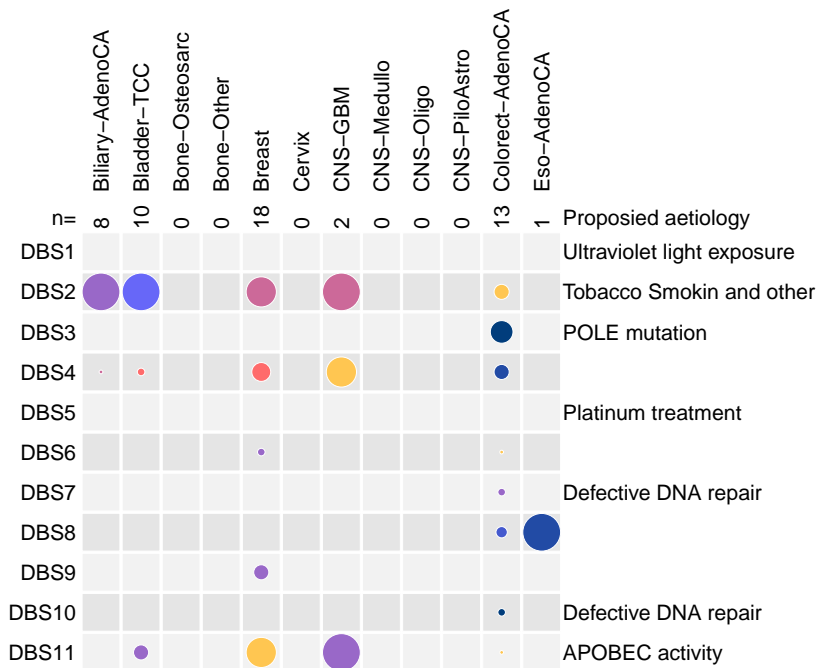 Biliary−AdenoCA
Bladder−TCC
Bone−Osteosarc
Bone−Other
Breast
Cervix
CNS−GBM
CNS−Medullo
CNS−Oligo
CNS−PiloAstro
Colorect−AdenoCA
Eso−AdenoCA
n= 8 10 0 0 18 0 2 0 0 0 13 1 Proposied aetiology
DBS1 Ultraviolet light exposure
DBS2 Tobacco Smokin and other
DBS3 POLE mutation
DBS4
DBS5 Platinum treatment
DBS6
DBS7 Defective DNA repair
DBS8
DBS9
DBS10 Defective DNA repair
DBS11 APOBEC activity